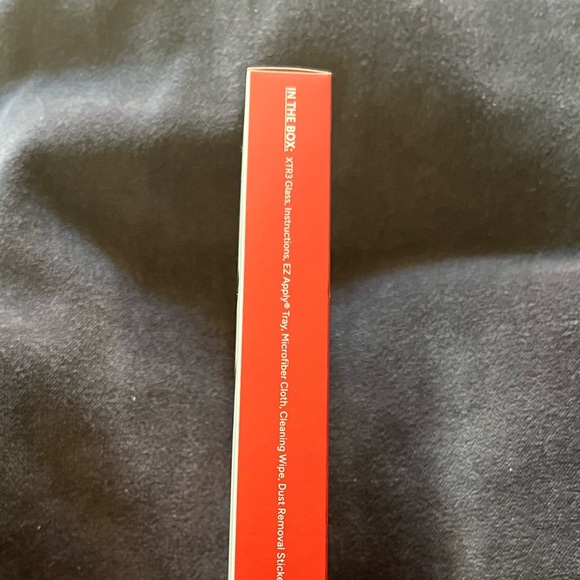 IN THE BOX: XTR3 Glass, Instructions, EZ Apply® Tray, Microfiber Cloth, Cleaning Wipe, Dust Removal